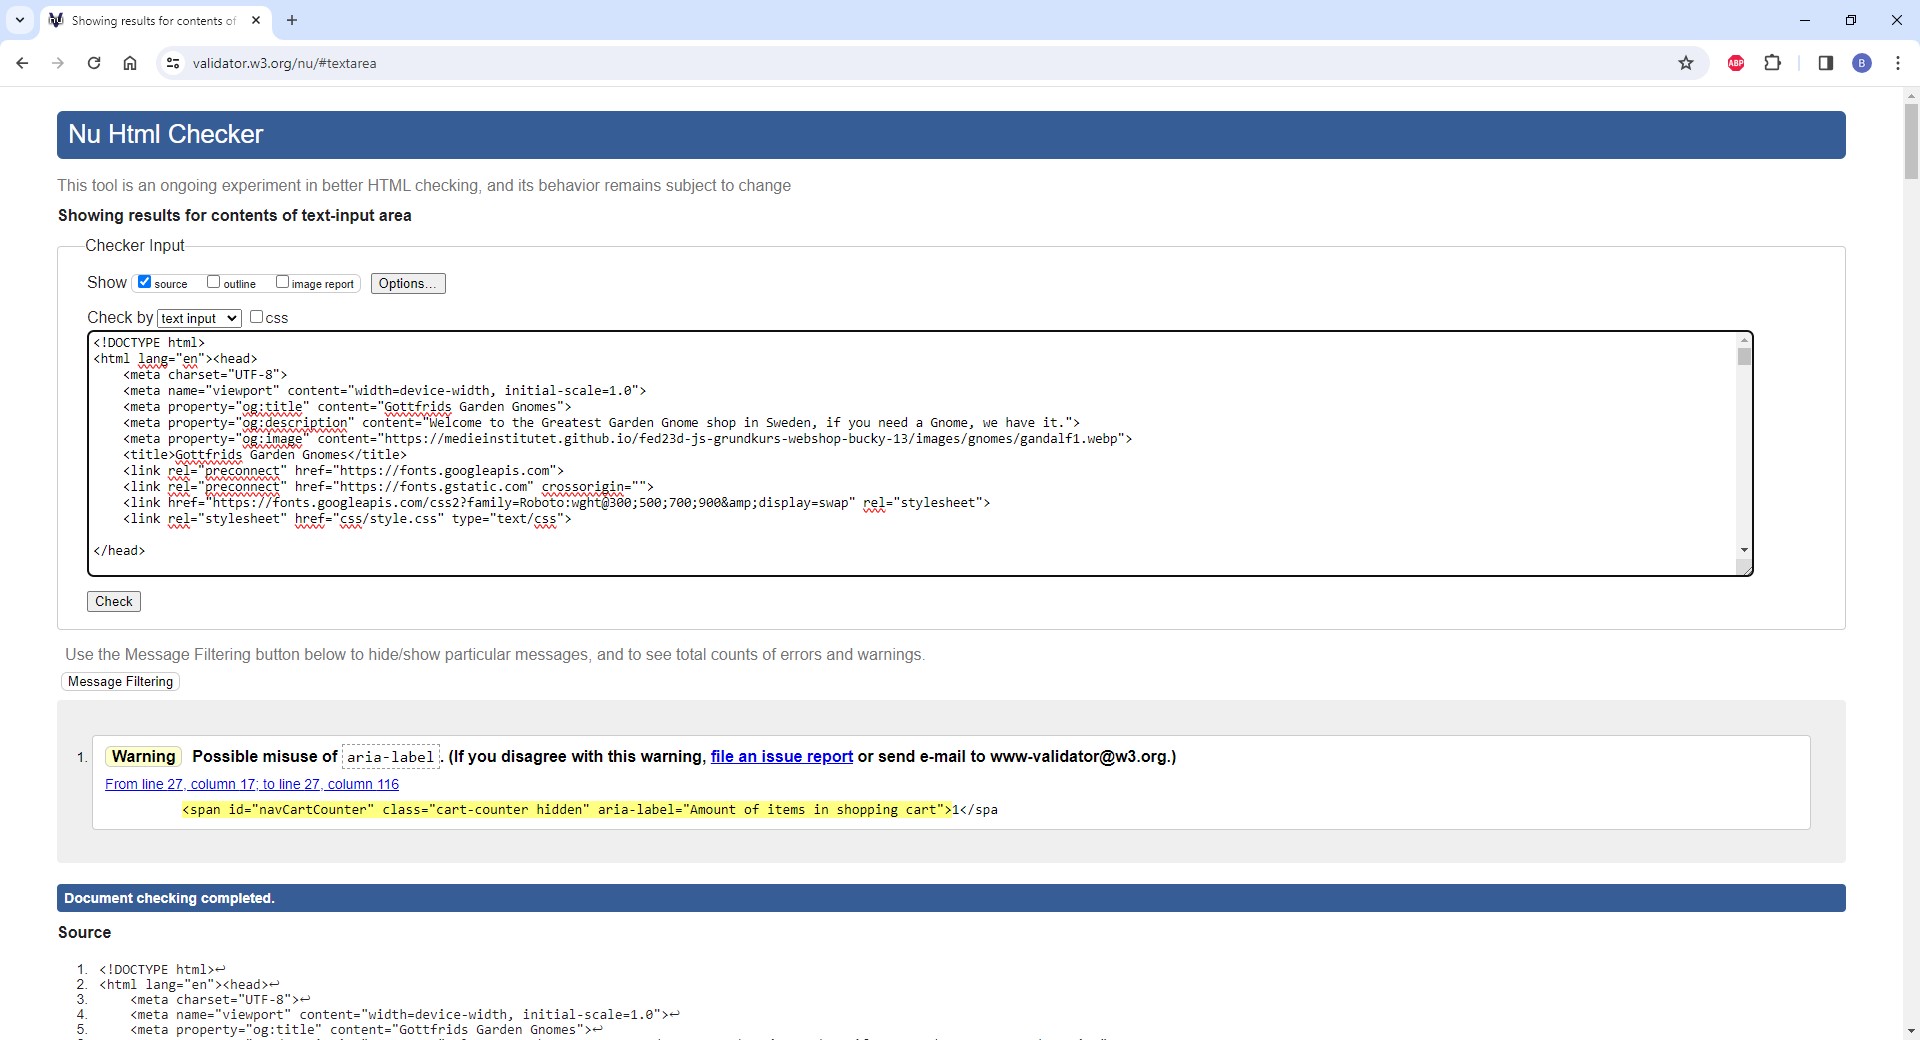 Showing results for contents of
validator.w3.org/nu/#textarea
ABP
B
Nu Html Checker
This tool is an ongoing experiment in better HTML checking, and its behavior remains subject to change
Showing results for contents of text-input area
Checker Input
Show source outline image report Options...
Check by text input css
<!DOCTYPE html>
<html lang="en"><head>
    <meta charset="UTF-8">
    <meta name="viewport" content="width=device-width, initial-scale=1.0">
    <meta property="og:title" content="Gottfrids Garden Gnomes">
    <meta property="og:description" content="Welcome to the Greatest Garden Gnome shop in Sweden, if you need a Gnome, we have it.">
    <meta property="og:image" content="https://medieinstitutet.github.io/fed23d-js-grundkurs-webshop-bucky-13/images/gnomes/gandalf1.webp">
    <title>Gottfrids Garden Gnomes</title>
    <link rel="preconnect" href="https://fonts.googleapis.com">
    <link rel="preconnect" href="https://fonts.gstatic.com" crossorigin="">
    <link href="https://fonts.googleapis.com/css2?family=Roboto:wght@300;500;700;900&amp;display=swap" rel="stylesheet">
    <link rel="stylesheet" href="css/style.css" type="text/css">
</head>
Check
Use the Message Filtering button below to hide/show particular messages, and to see total counts of errors and warnings.
Message Filtering
1. Warning Possible misuse of aria-label. (If you disagree with this warning, file an issue report or send e-mail to www-validator@w3.org.)
From line 27, column 17; to line 27, column 116
<span id="navCartCounter" class="cart-counter hidden" aria-label="Amount of items in shopping cart">1</spa
Document checking completed.
Source
1. <!DOCTYPE html>↩
2. <html lang="en"><head>↩
3.     <meta charset="UTF-8">↩
4.     <meta name="viewport" content="width=device-width, initial-scale=1.0">↩
5.     <meta property="og:title" content="Gottfrids Garden Gnomes">↩